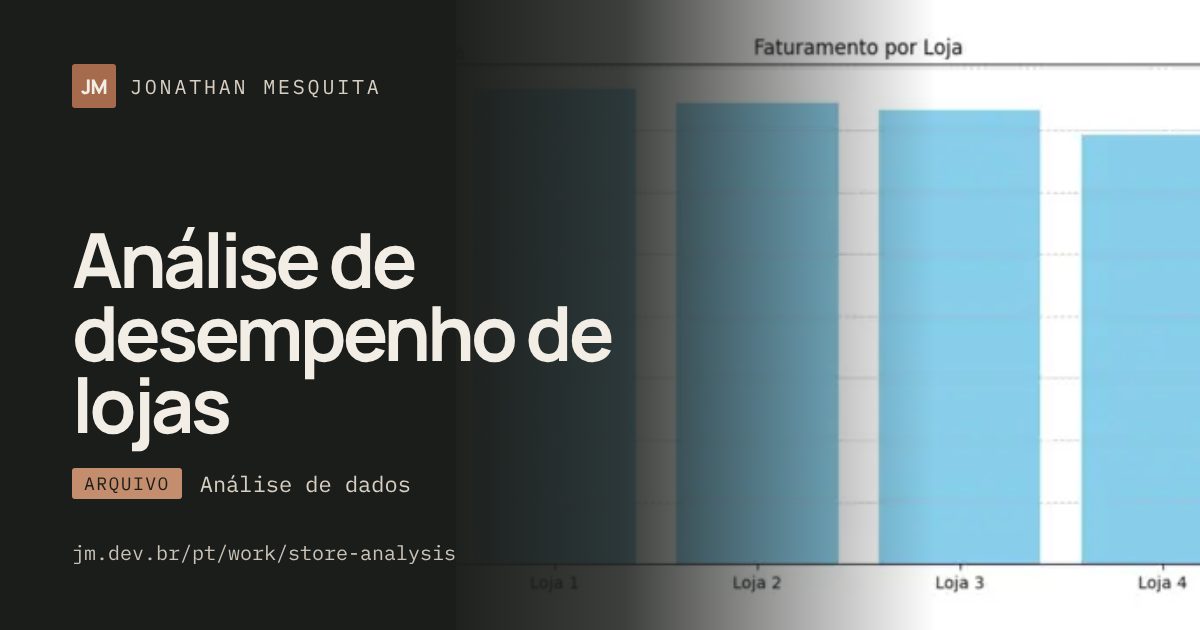 JM JONATHAN MESQUITA
Faturamento por Loja
Análise de
desempenho de
lojas
ARQUIVO Análise de dados
jm.dev.br/pt/work/store-analysis
Loja 1 Loja 2 Loja 3 Loja 4